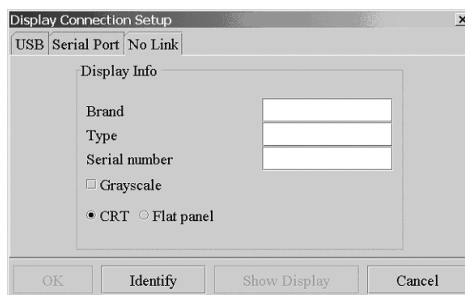 Display Connection Setup
USB Serial Port No Link
Display Info
Brand
Type
Serial number
Grayscale
CRT Flat panel
OK Identify Show Display Cancel